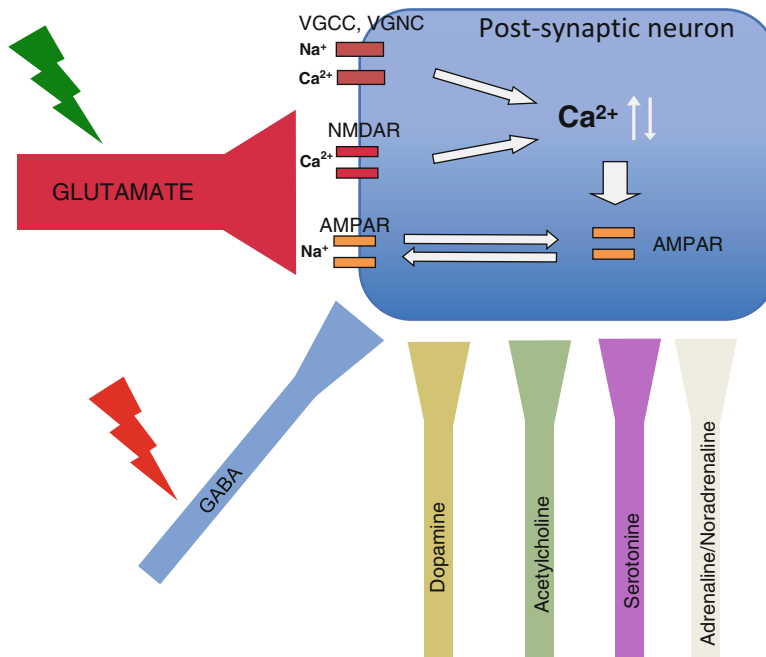 VGCC, VGNC
Post-synaptic neuron
Na⁺
Ca²⁺
Ca²⁺
NMDAR
Ca²⁺
GLUTAMATE
AMPAR
Na⁺
AMPAR
GABA
Dopamine
Acetylcholine
Serotonine
Adrenaline/Noradrenaline